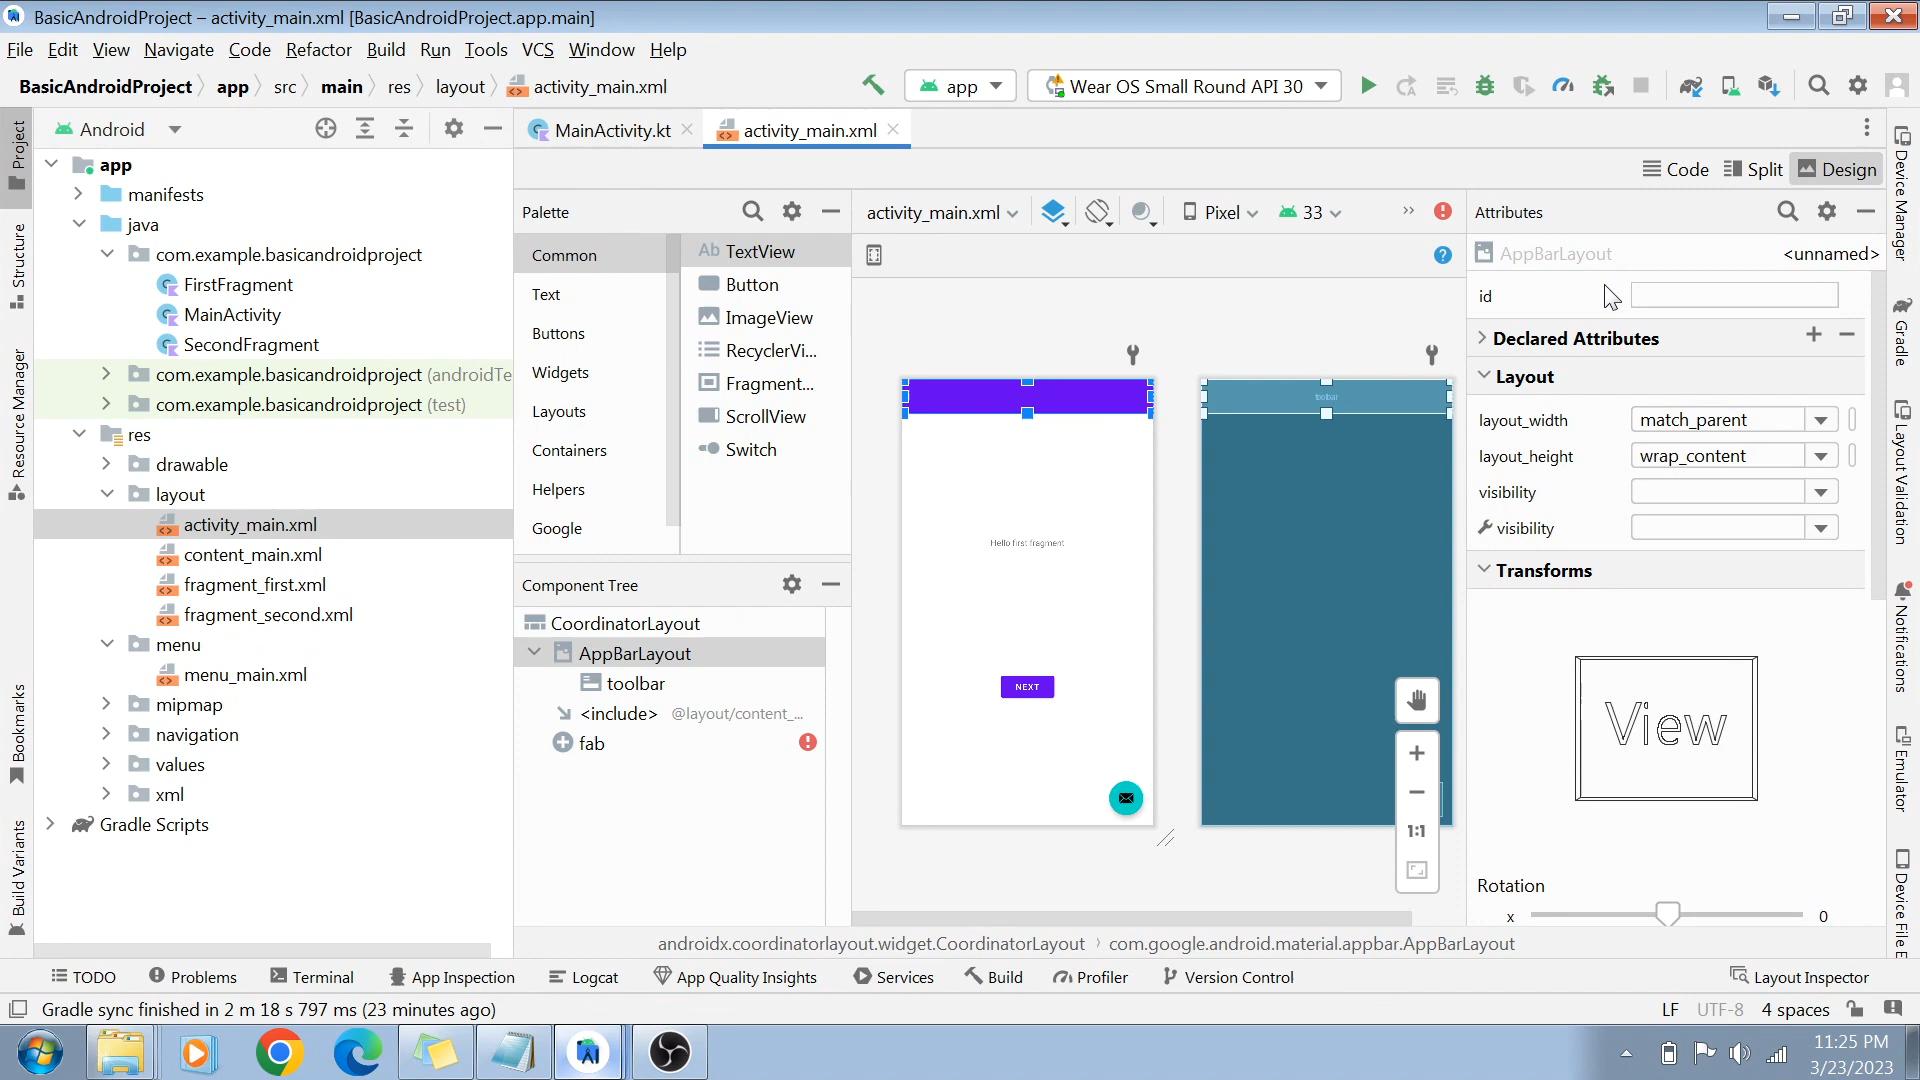 BasicAndroidProject – activity_main.xml [BasicAndroidProject.app.main]
File Edit View Navigate Code Refactor Build Run Tools VCS Window Help
BasicAndroidProject app src main res layout activity_main.xml
app Wear OS Small Round API 30
Project
Structure
Resource Manager
Bookmarks
Build Variants
Android
app
manifests
java
com.example.basicandroidproject
FirstFragment
MainActivity
SecondFragment
com.example.basicandroidproject (androidTe
com.example.basicandroidproject (test)
res
drawable
layout
activity_main.xml
content_main.xml
fragment_first.xml
fragment_second.xml
menu
menu_main.xml
mipmap
navigation
values
xml
Gradle Scripts
MainActivity.kt activity_main.xml
Code Split Design
Palette
Common
Text
Buttons
Widgets
Layouts
Containers
Helpers
Google
Ab TextView
Button
ImageView
RecyclerVi...
Fragment...
ScrollView
Switch
Component Tree
CoordinatorLayout
AppBarLayout
toolbar
<include> @layout/content_...
fab
activity_main.xml Pixel 33
toolbar
Hello first fragment
NEXT
1:1
Attributes
AppBarLayout <unnamed>
id
Declared Attributes
Layout
layout_width match_parent
layout_height wrap_content
visibility
visibility
Transforms
View
Rotation
x 0
Device Manager
Gradle
Layout Validation
Notifications
Emulator
Device File E
androidx.coordinatorlayout.widget.CoordinatorLayout com.google.android.material.appbar.AppBarLayout
TODO Problems Terminal App Inspection Logcat App Quality Insights Services Build Profiler Version Control Layout Inspector
Gradle sync finished in 2 m 18 s 797 ms (23 minutes ago) LF UTF-8 4 spaces
11:25 PM
3/23/2023